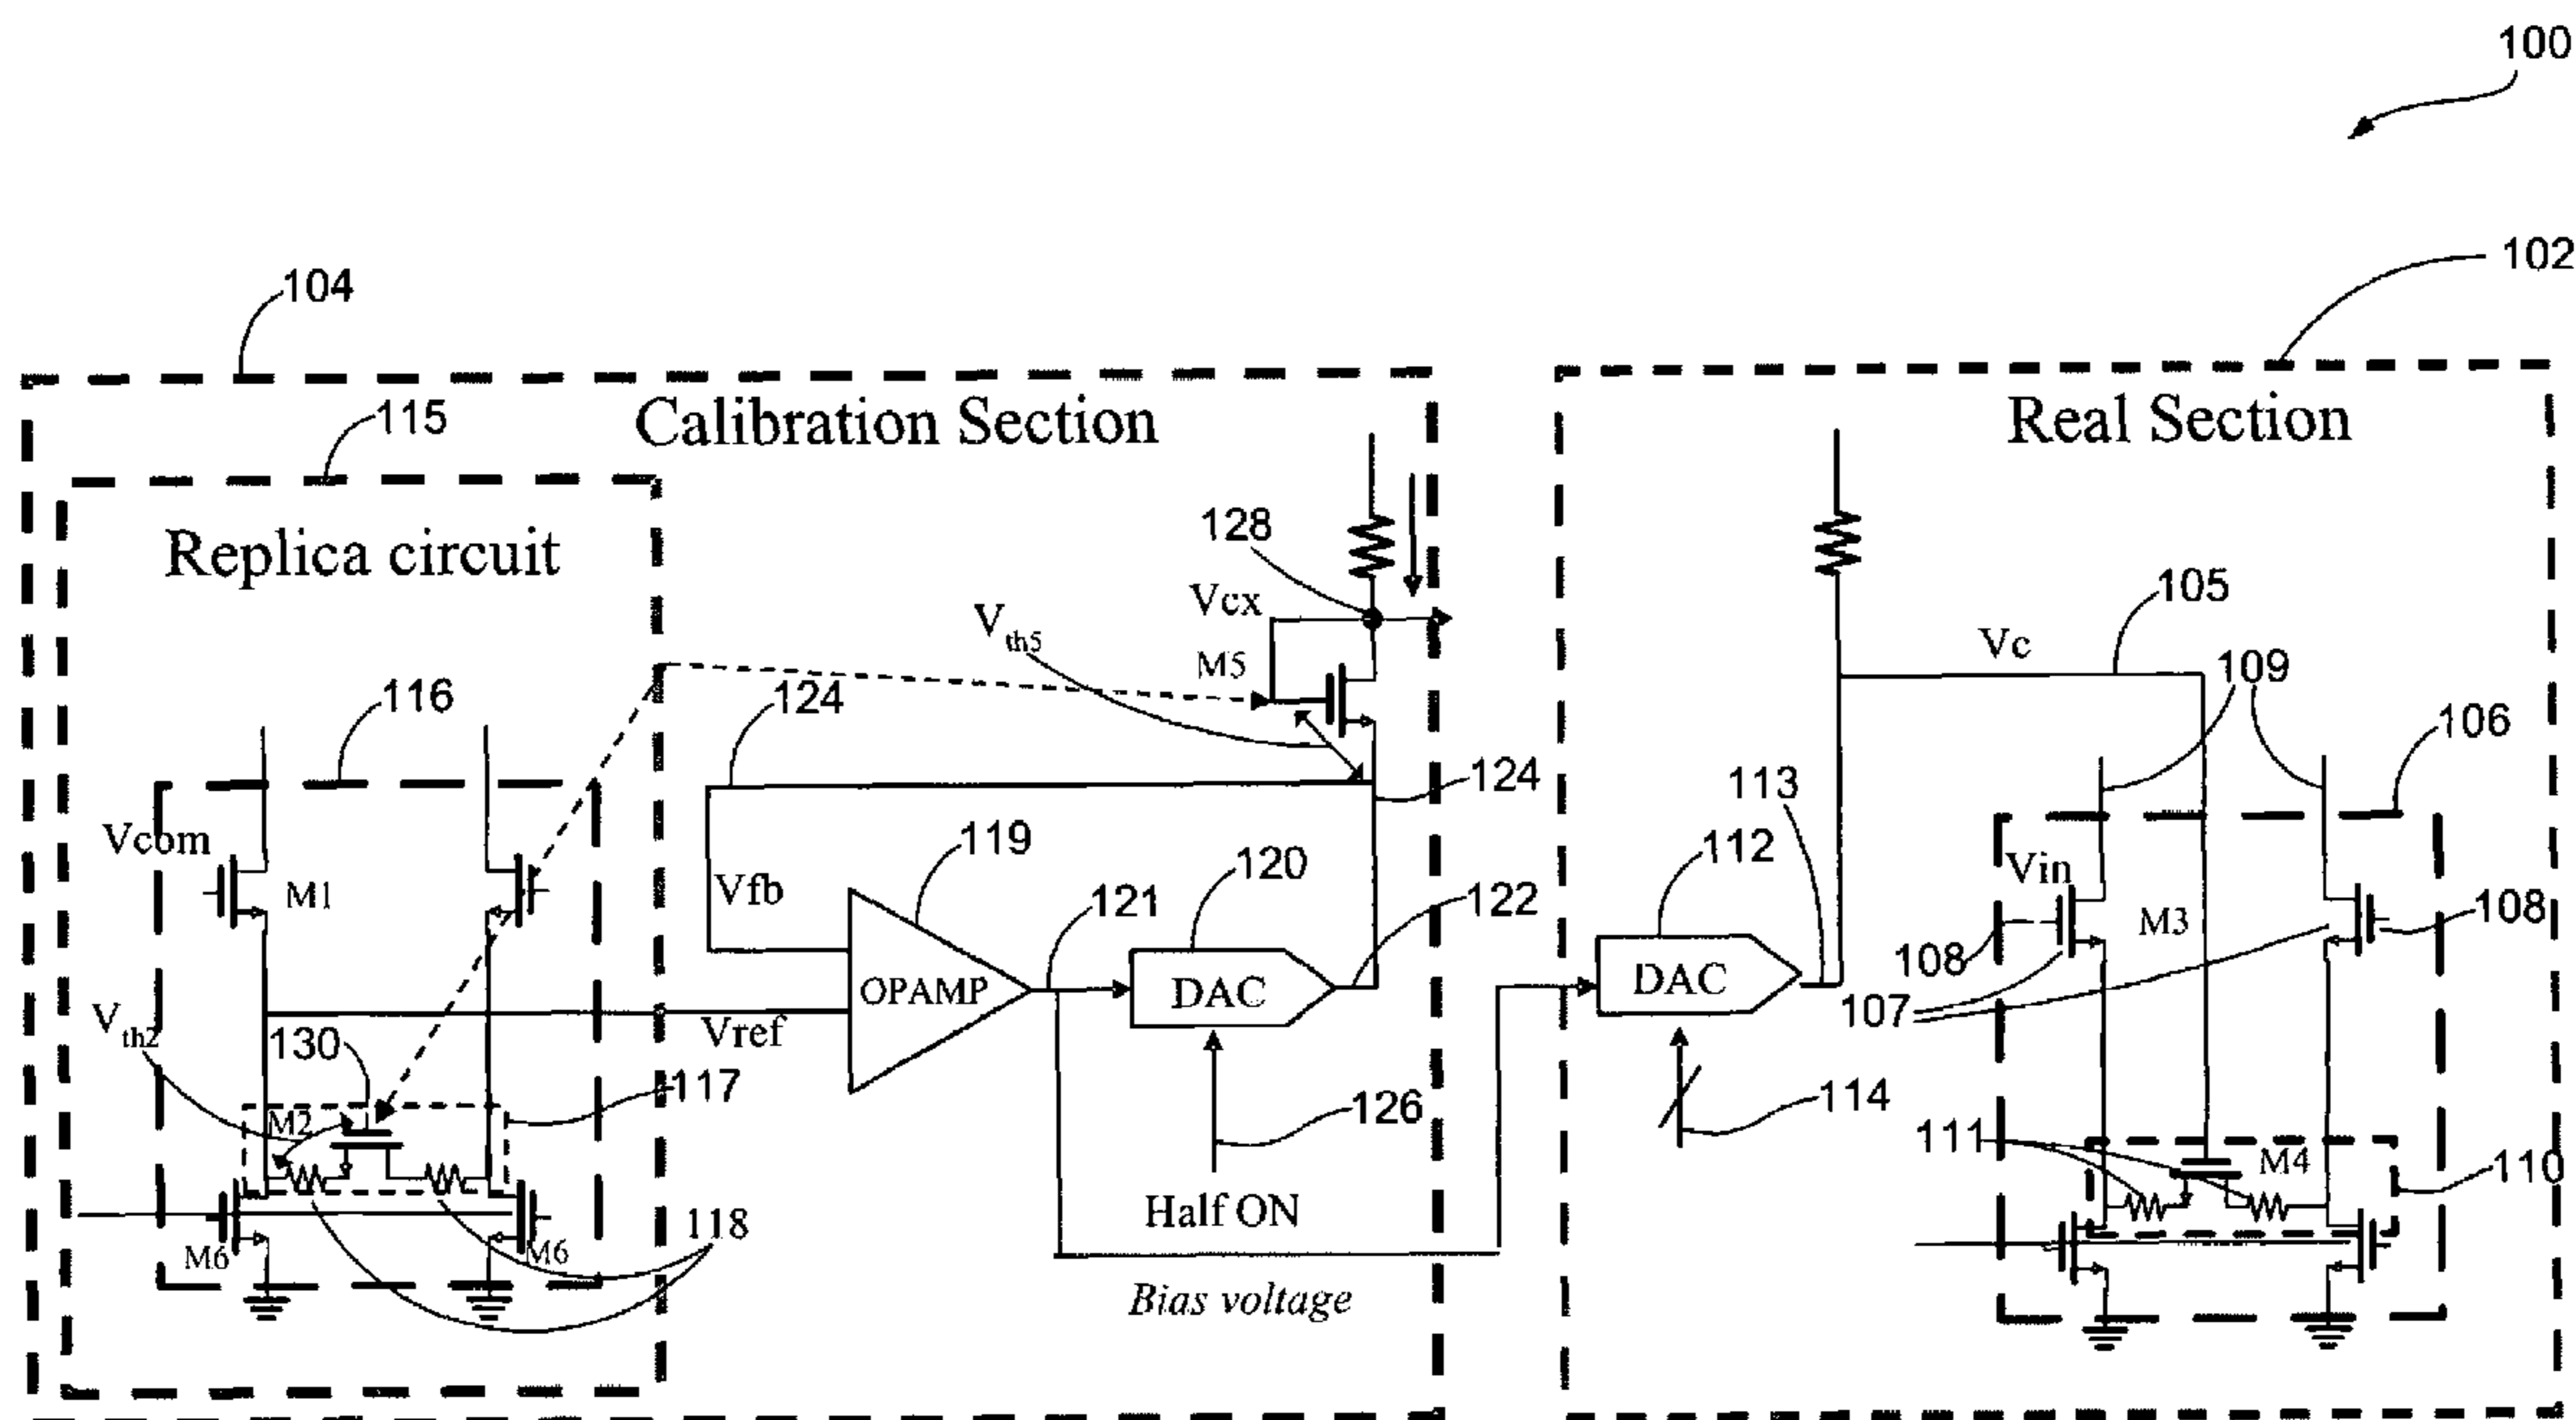 100
102
104
115
Calibration Section
Real Section
Replica circuit
128
Vcx
105
V
th5
M5
Vc
109
116
124
106
Vcom
119
124
113
120
112
Vin
M1
Vfb
121
122
108
M3
108
OPAMP
DAC
DAC
V
th2
130
Vref
107
117
126
114
M2
111
M4
110
118
Half ON
M6
M6
Bias voltage